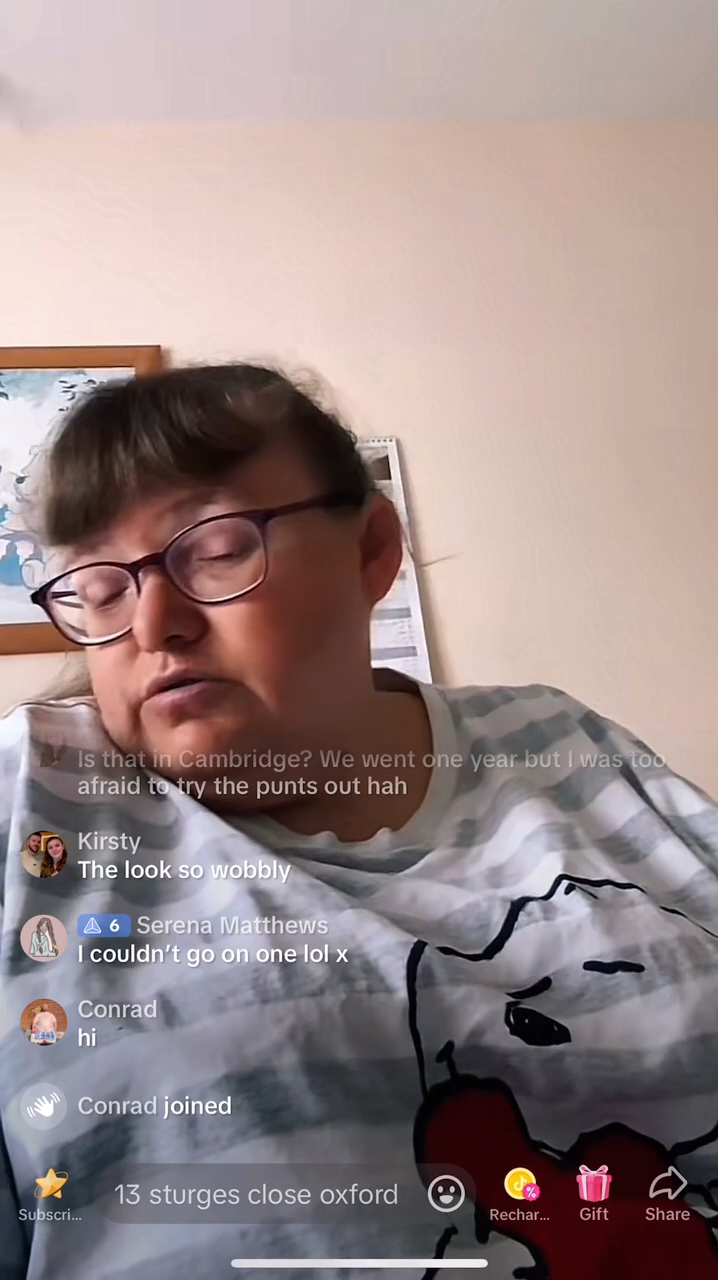 Is that in Cambridge? We went one year but I was too
afraid to try the punts out hah
Kirsty
The look so wobbly
6 Serena Matthews
I couldn't go on one lol x
Conrad
hi
Conrad joined
13 sturges close oxford
Subscri...
Rechar...
Gift
Share